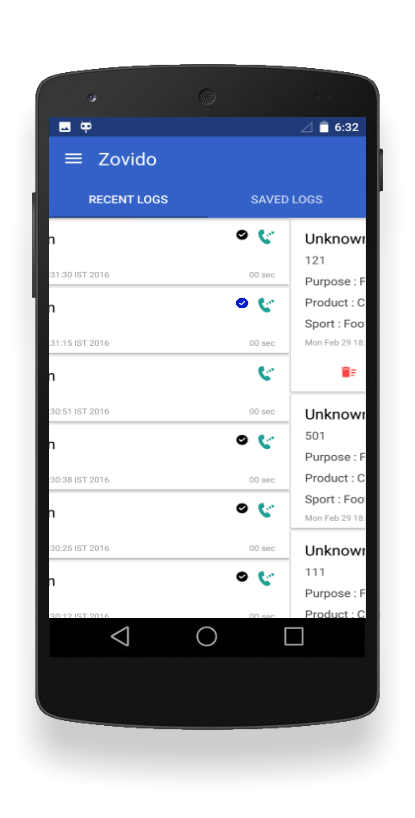 6:32
Zovido
RECENT LOGS
SAVED LOGS
n
31:30 IST 2016
00 sec
n
31:15 IST 2016
00 sec
n
30:51 IST 2016
00 sec
n
30:38 IST 2016
00 sec
n
30:25 IST 2016
00 sec
n
30:12 IST 2016
00 sec
Unknown
121
Purpose : F
Product : C
Sport : Foo
Mon Feb 29 18:
Unknown
501
Purpose : F
Product : C
Sport : Foo
Mon Feb 29 18:
Unknown
111
Purpose : F
Product : C